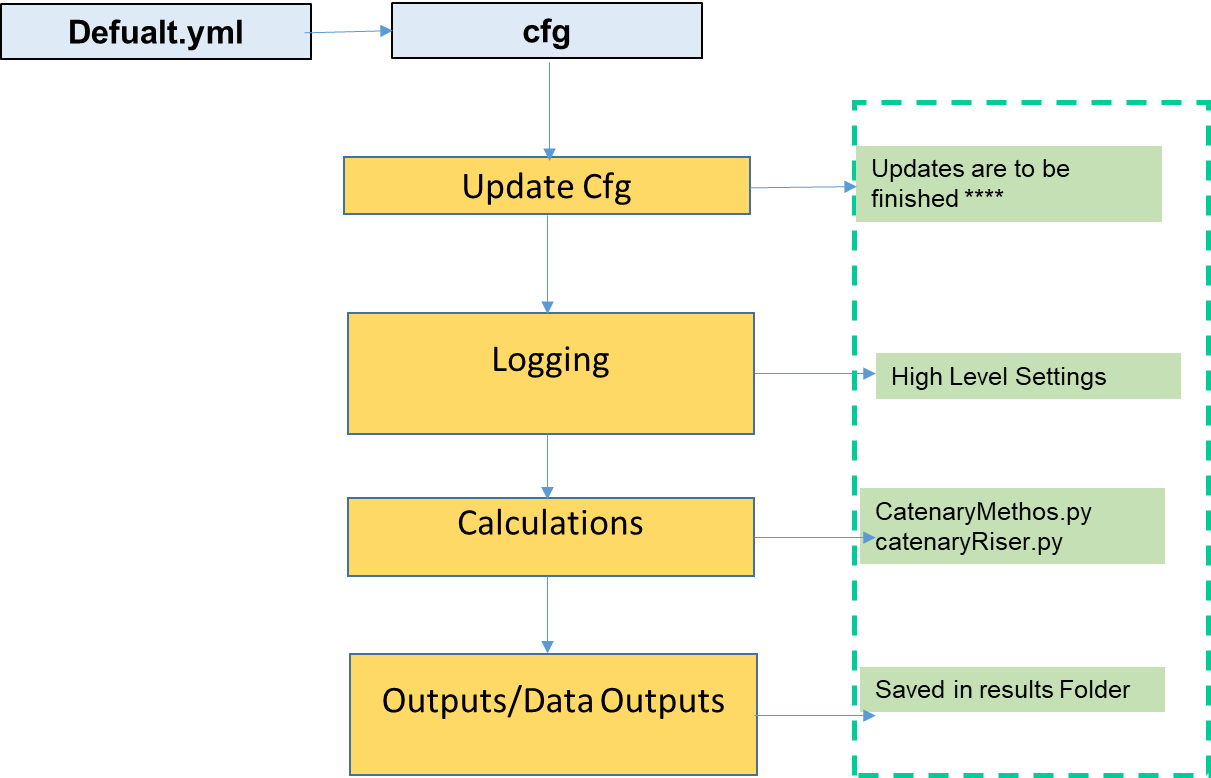 Defualt.yml
cfg
Update Cfg
Updates are to be
finished ****
Logging
High Level Settings
Calculations
CatenaryMethos.py
catenaryRiser.py
Outputs/Data Outputs
Saved in results Folder